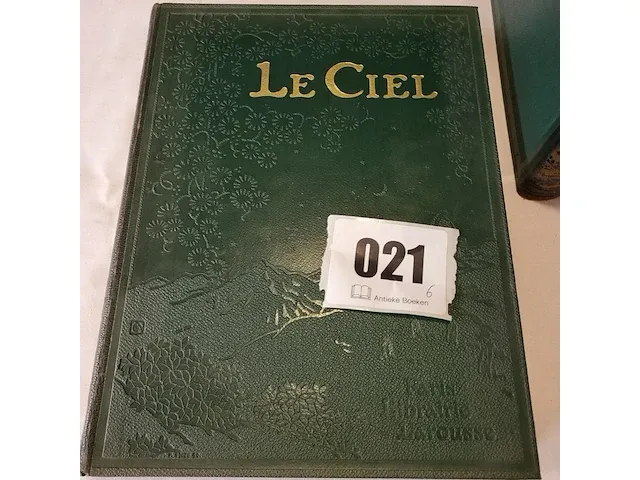 LE CIEL
021
6
Antieke Boeken
Paris
Librairie
Larousse